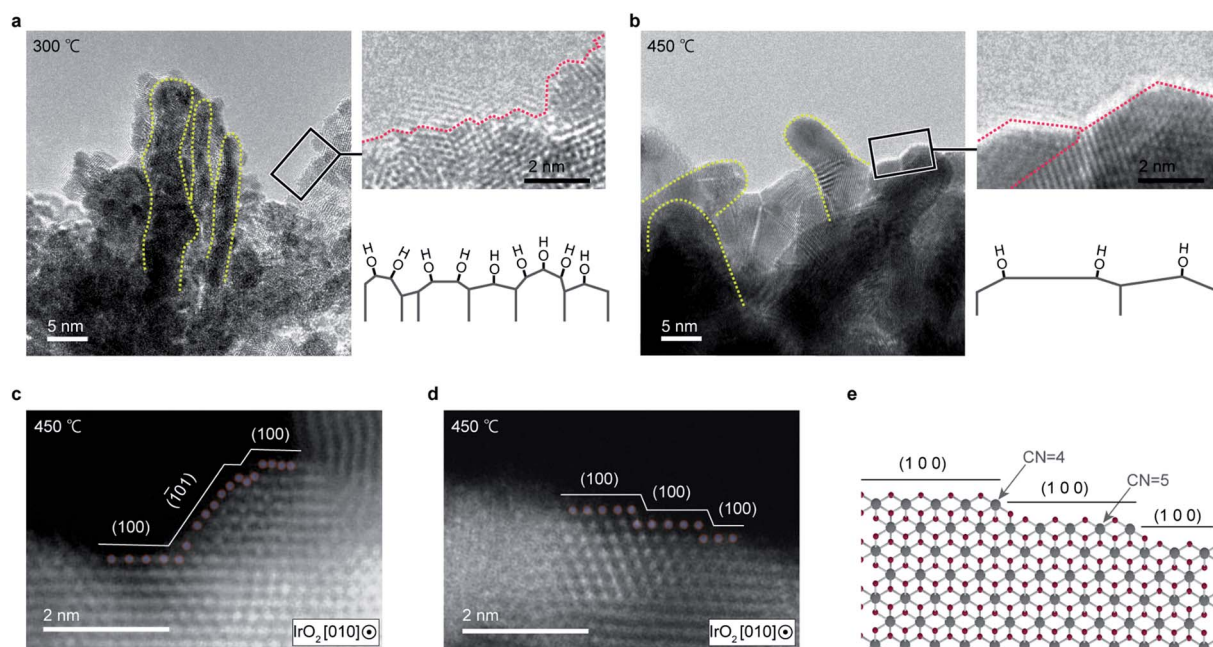 a
300 ℃
5 nm
2 nm
H H H H H H H H H
O O O O O O O O O
b
450 ℃
5 nm
2 nm
H H H
O O O
c
450 ℃
(100)
(1̄01)
(100)
2 nm
IrO₂ [010]⊙
d
450 ℃
(100)
(100)
(100)
2 nm
IrO₂ [010]⊙
e
(1 0 0)
CN=4
(1 0 0)
CN=5
(1 0 0)